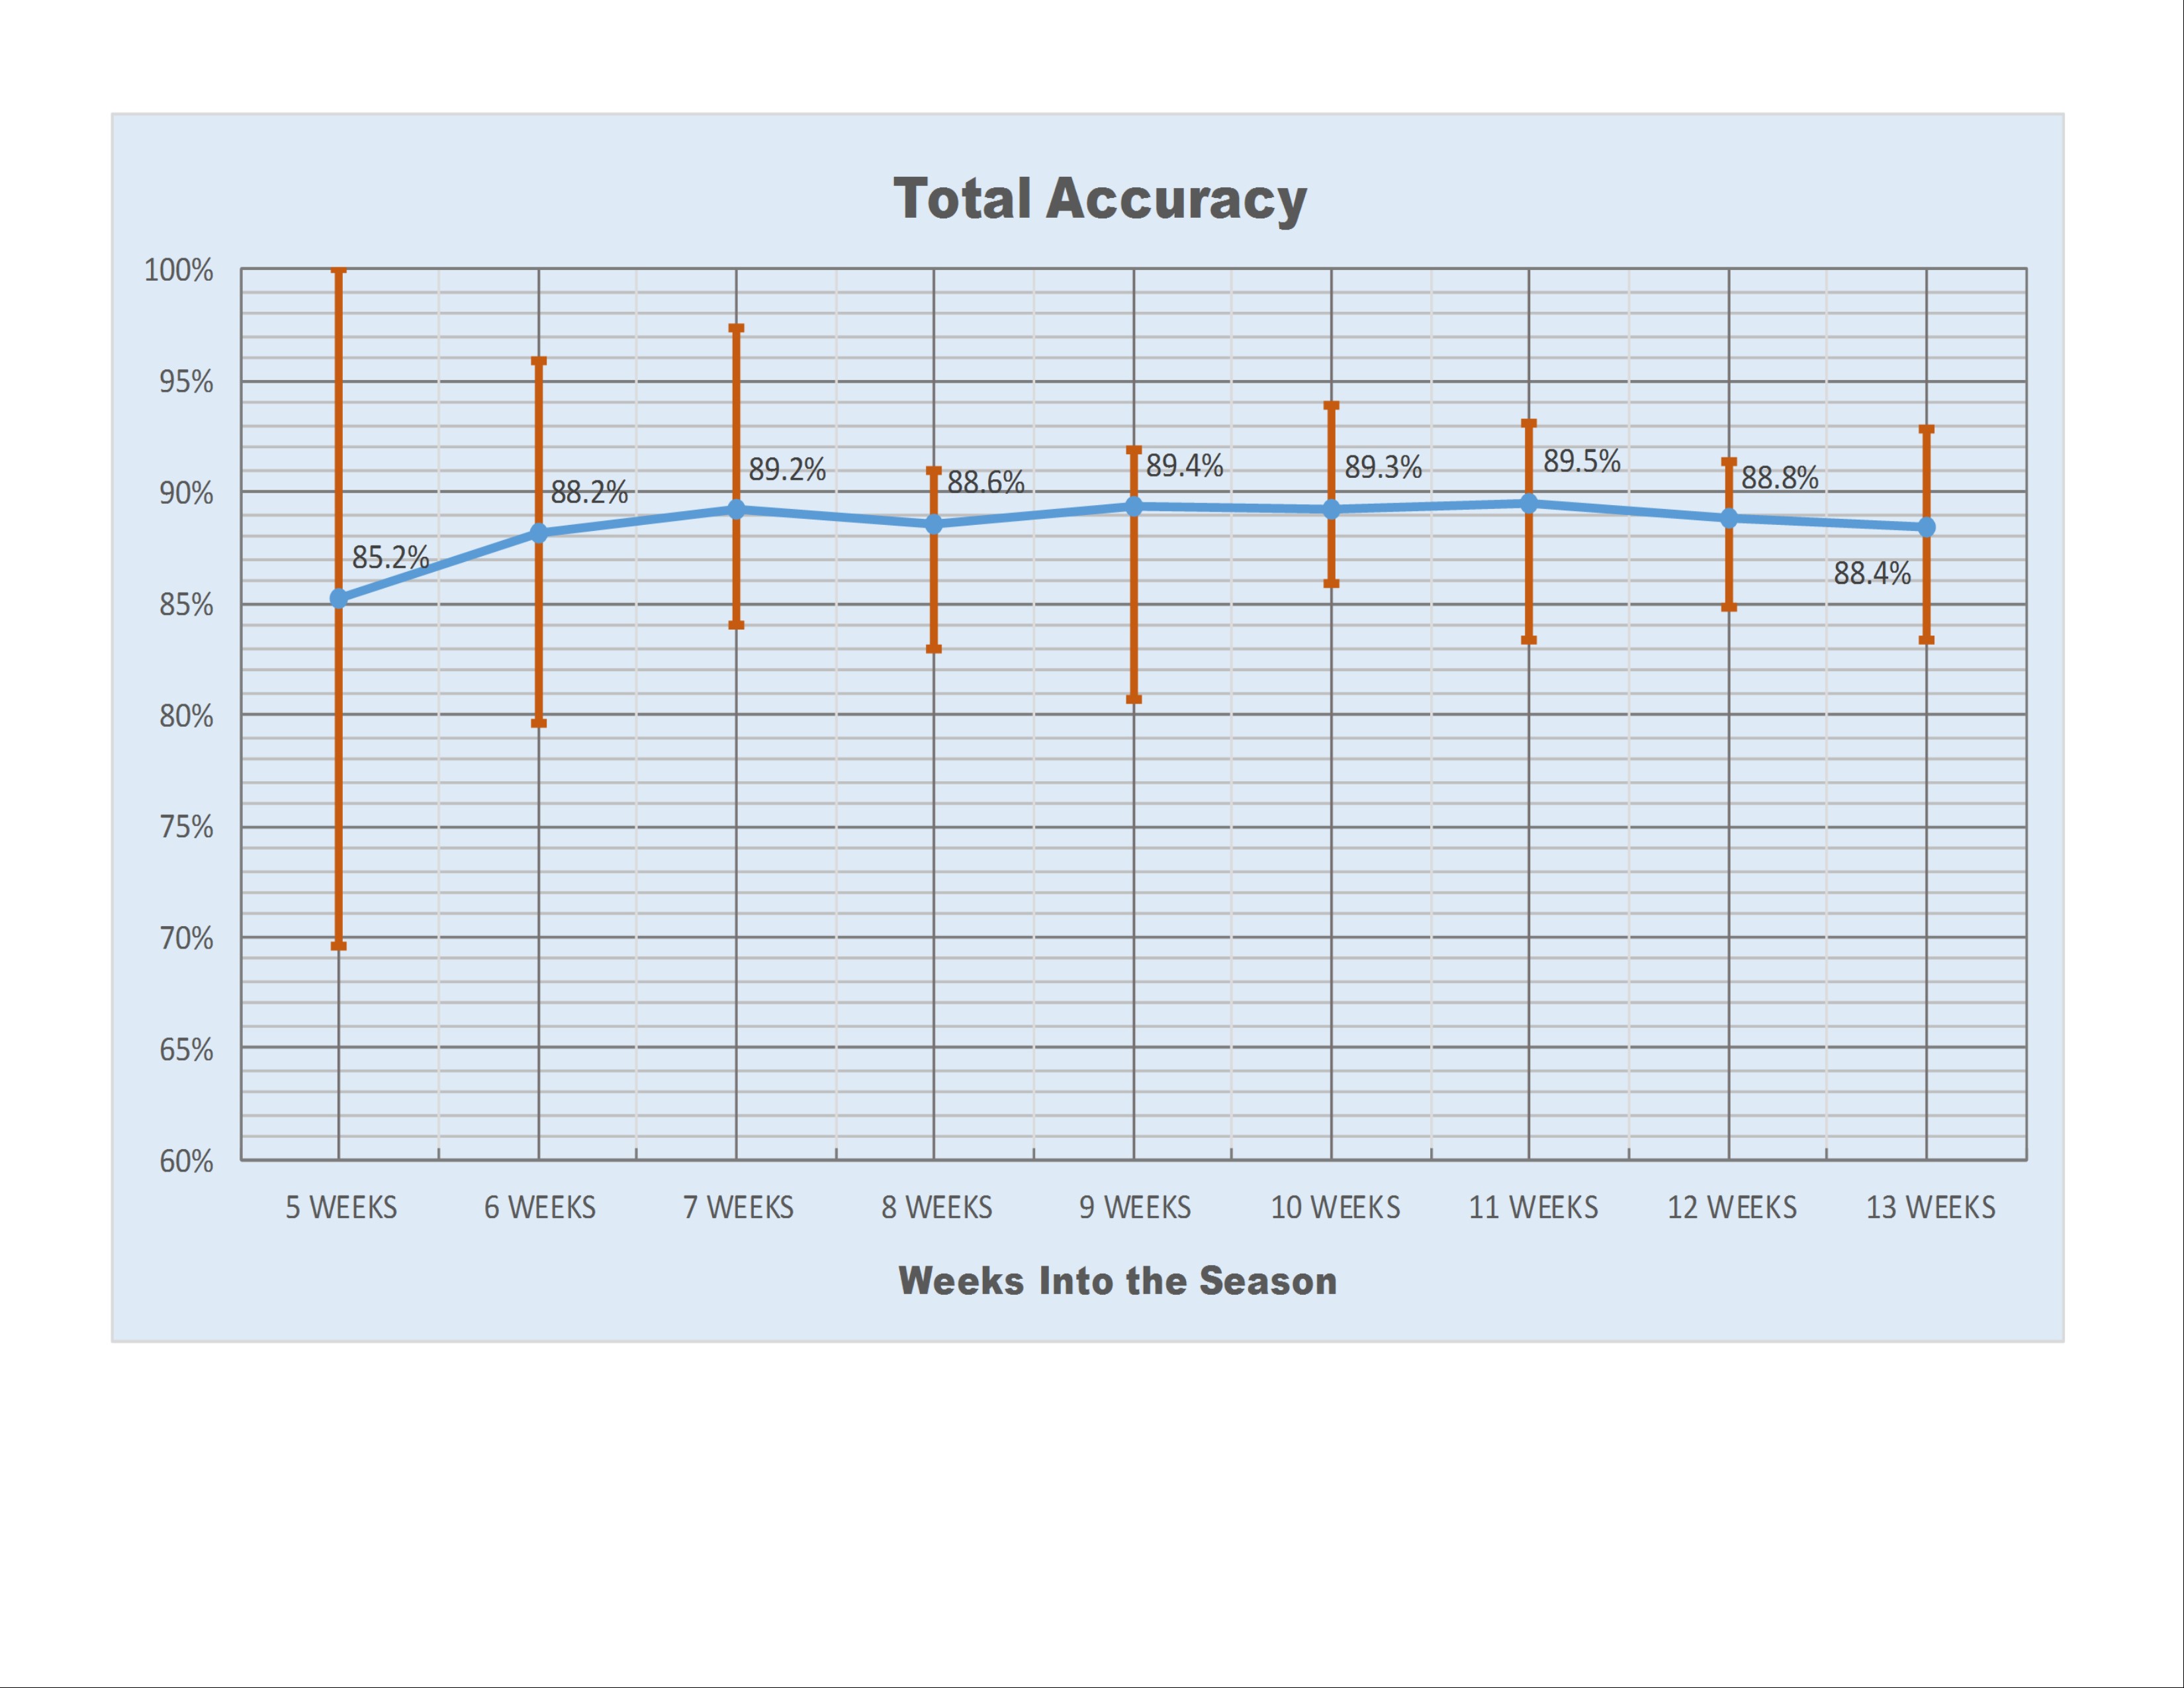 Total Accuracy
100%
95%
90%
85%
80%
75%
70%
65%
60%
85.2%
88.2%
89.2%
88.6%
89.4%
89.3%
89.5%
88.8%
88.4%
5 WEEKS
6 WEEKS
7 WEEKS
8 WEEKS
9 WEEKS
10 WEEKS
11 WEEKS
12 WEEKS
13 WEEKS
Weeks Into the Season